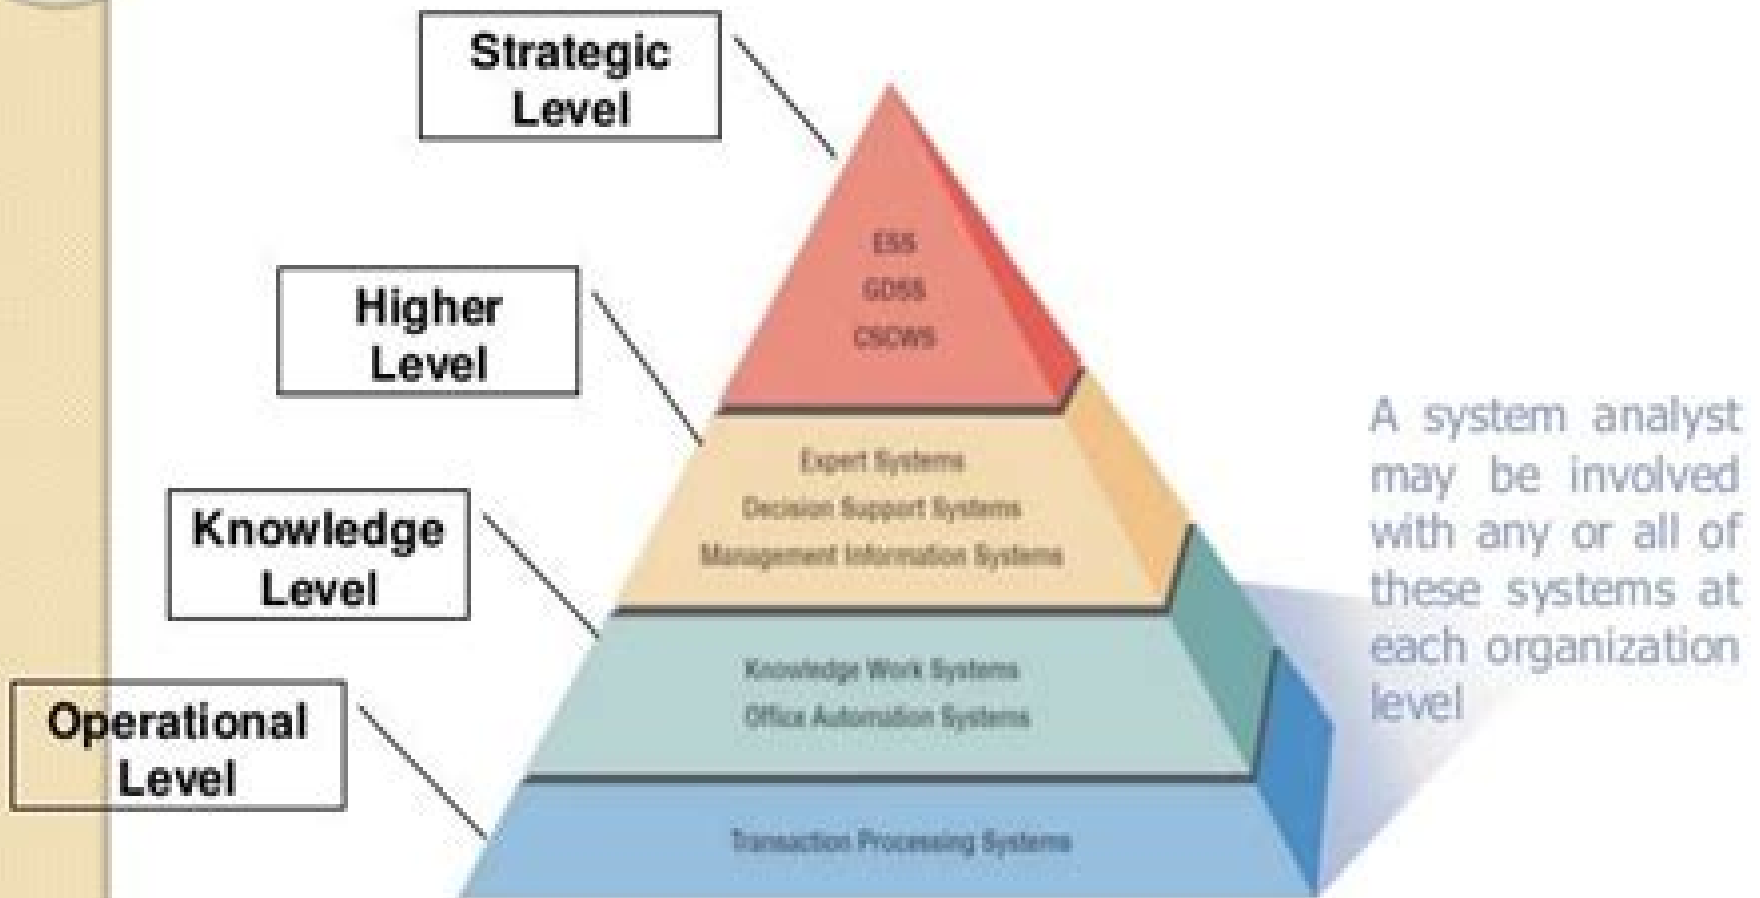 Strategic
Level
Higher
Level
Knowledge
Level
Operational
Level
ESS
GDSS
CSCWS
Expert Systems
Decision Support Systems
Management Information Systems
Knowledge Work Systems
Office Automation Systems
Transaction Processing Systems
A system analyst
may be involved
with any or all of
these systems at
each organization
level